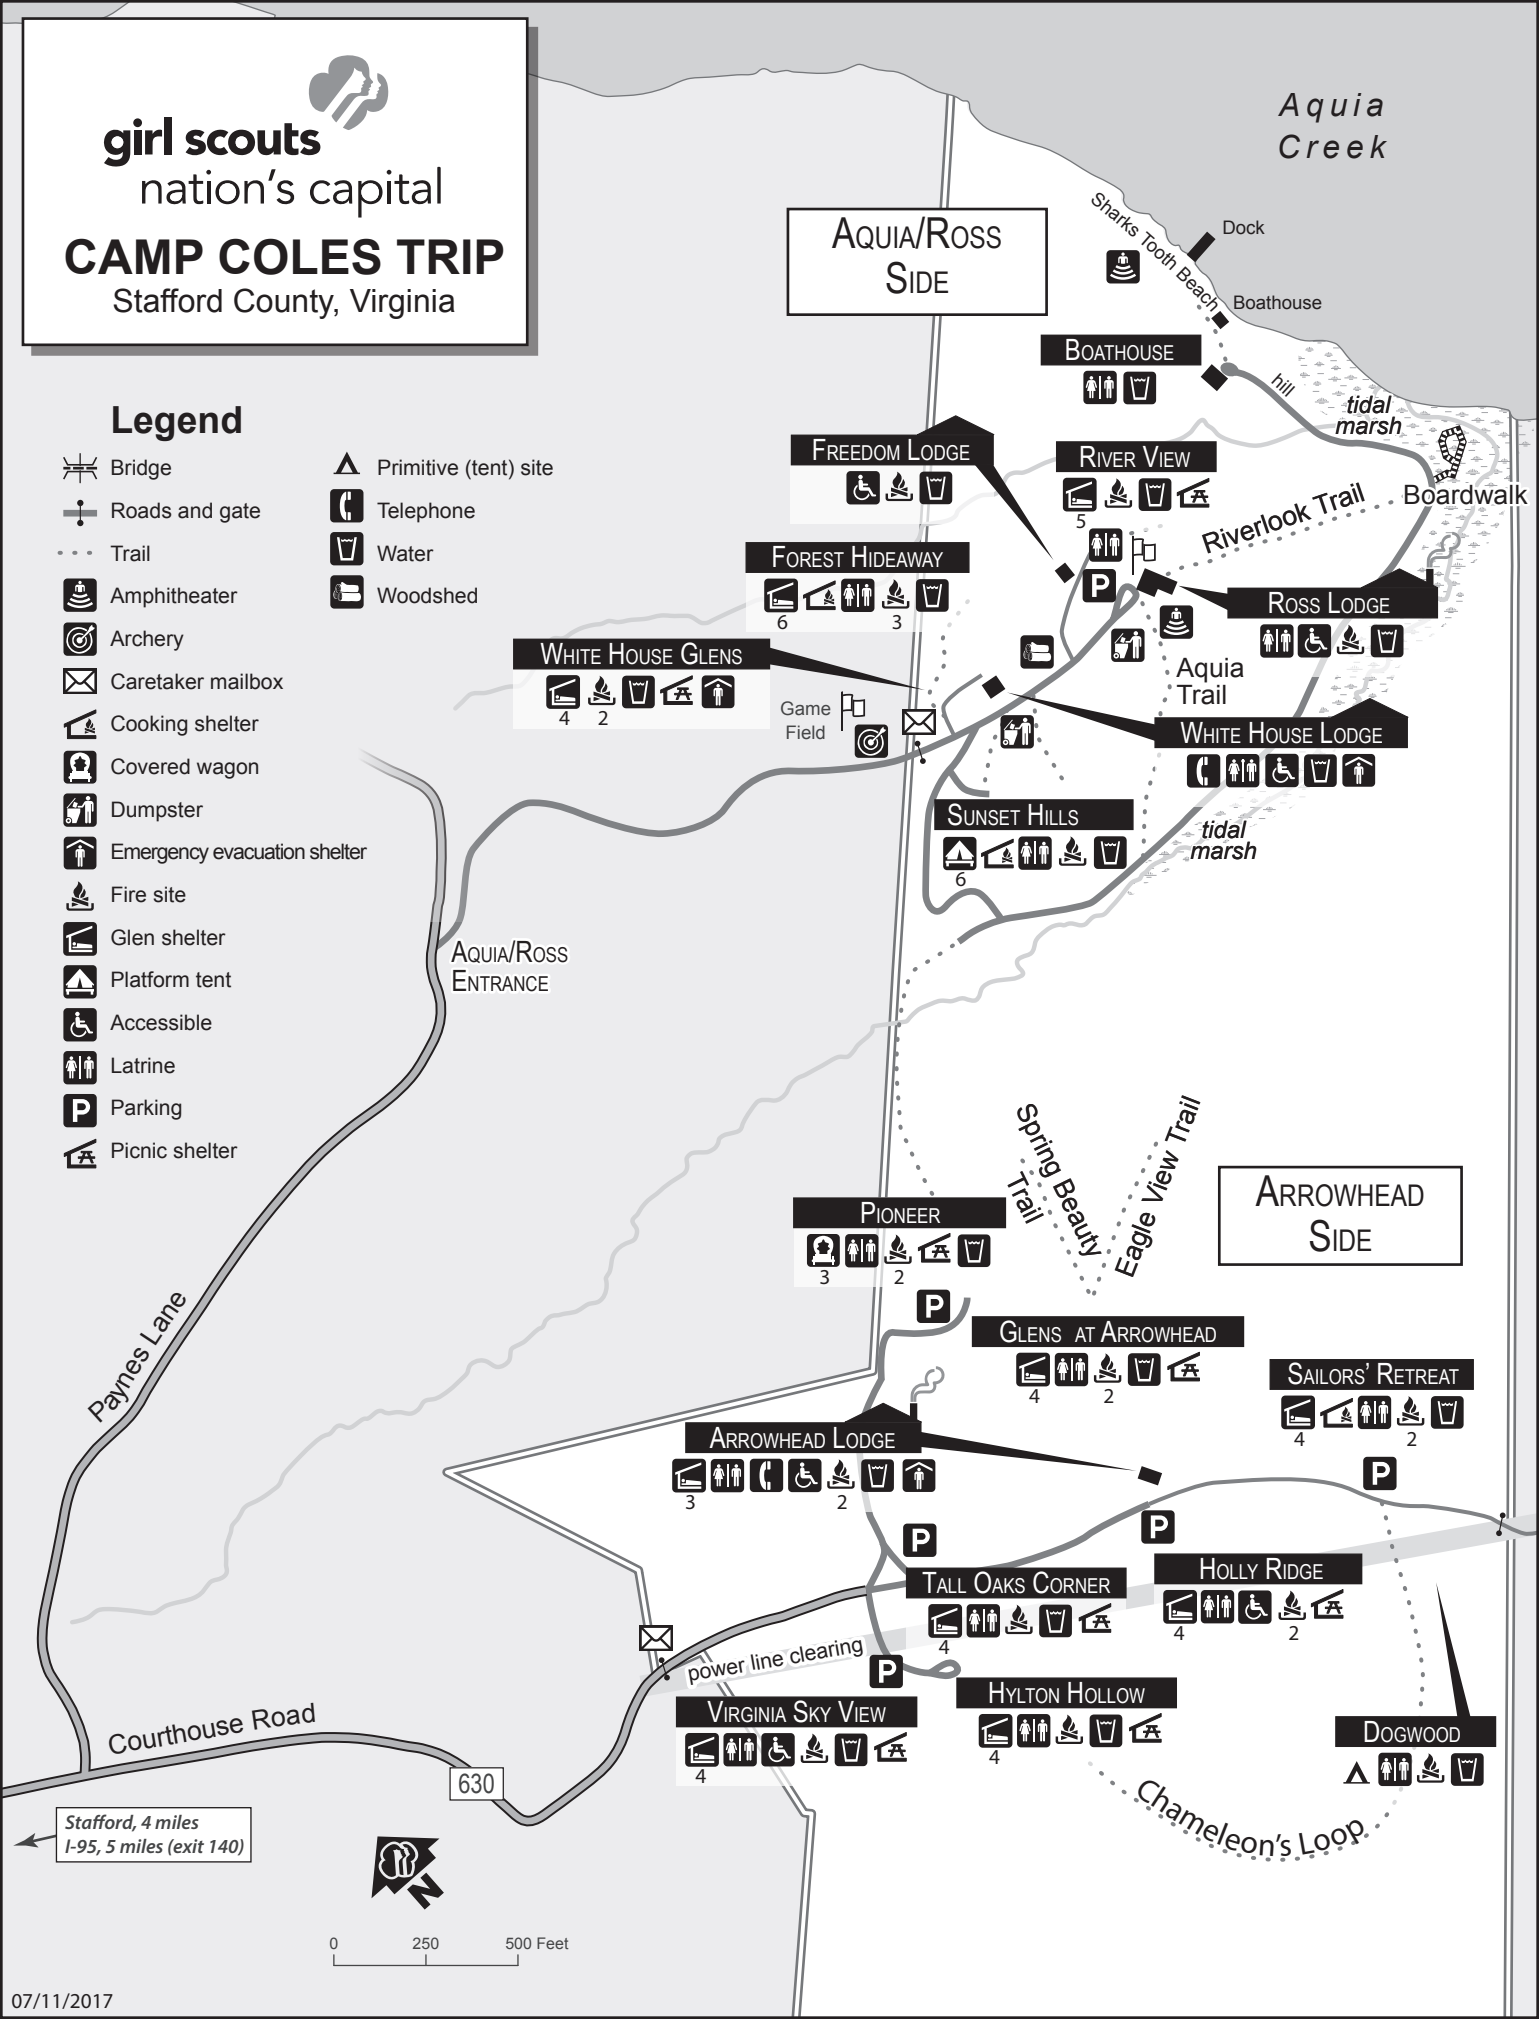 girl scouts
nation's capital
CAMP COLES TRIP
Stafford County, Virginia
Legend
Bridge
Roads and gate
Trail
Amphitheater
Archery
Caretaker mailbox
Cooking shelter
Covered wagon
Dumpster
Emergency evacuation shelter
Fire site
Glen shelter
Platform tent
Accessible
Latrine
P Parking
Picnic shelter
Primitive (tent) site
Telephone
Water
Woodshed
Aquia
Creek
AQUIA/ROSS
SIDE
Sharks Tooth Beach
Dock
Boathouse
BOATHOUSE
hill
tidal
marsh
FREEDOM LODGE
RIVER VIEW
5
Boardwalk
Riverlook Trail
FOREST HIDEAWAY
6
3
P
ROSS LODGE
WHITE HOUSE GLENS
4
2
Game
Field
Aquia
Trail
WHITE HOUSE LODGE
SUNSET HILLS
6
tidal
marsh
AQUIA/ROSS
ENTRANCE
Spring Beauty
Trail
Eagle View Trail
ARROWHEAD
SIDE
PIONEER
3
2
P
GLENS AT ARROWHEAD
4
2
SAILORS' RETREAT
4
2
P
ARROWHEAD LODGE
3
2
P
P
TALL OAKS CORNER
4
HOLLY RIDGE
4
2
Paynes Lane
power line clearing
P
HYLTON HOLLOW
4
VIRGINIA SKY VIEW
4
DOGWOOD
Chameleon's Loop
Courthouse Road
630
Stafford, 4 miles
I-95, 5 miles (exit 140)
N
0 250 500 Feet
07/11/2017